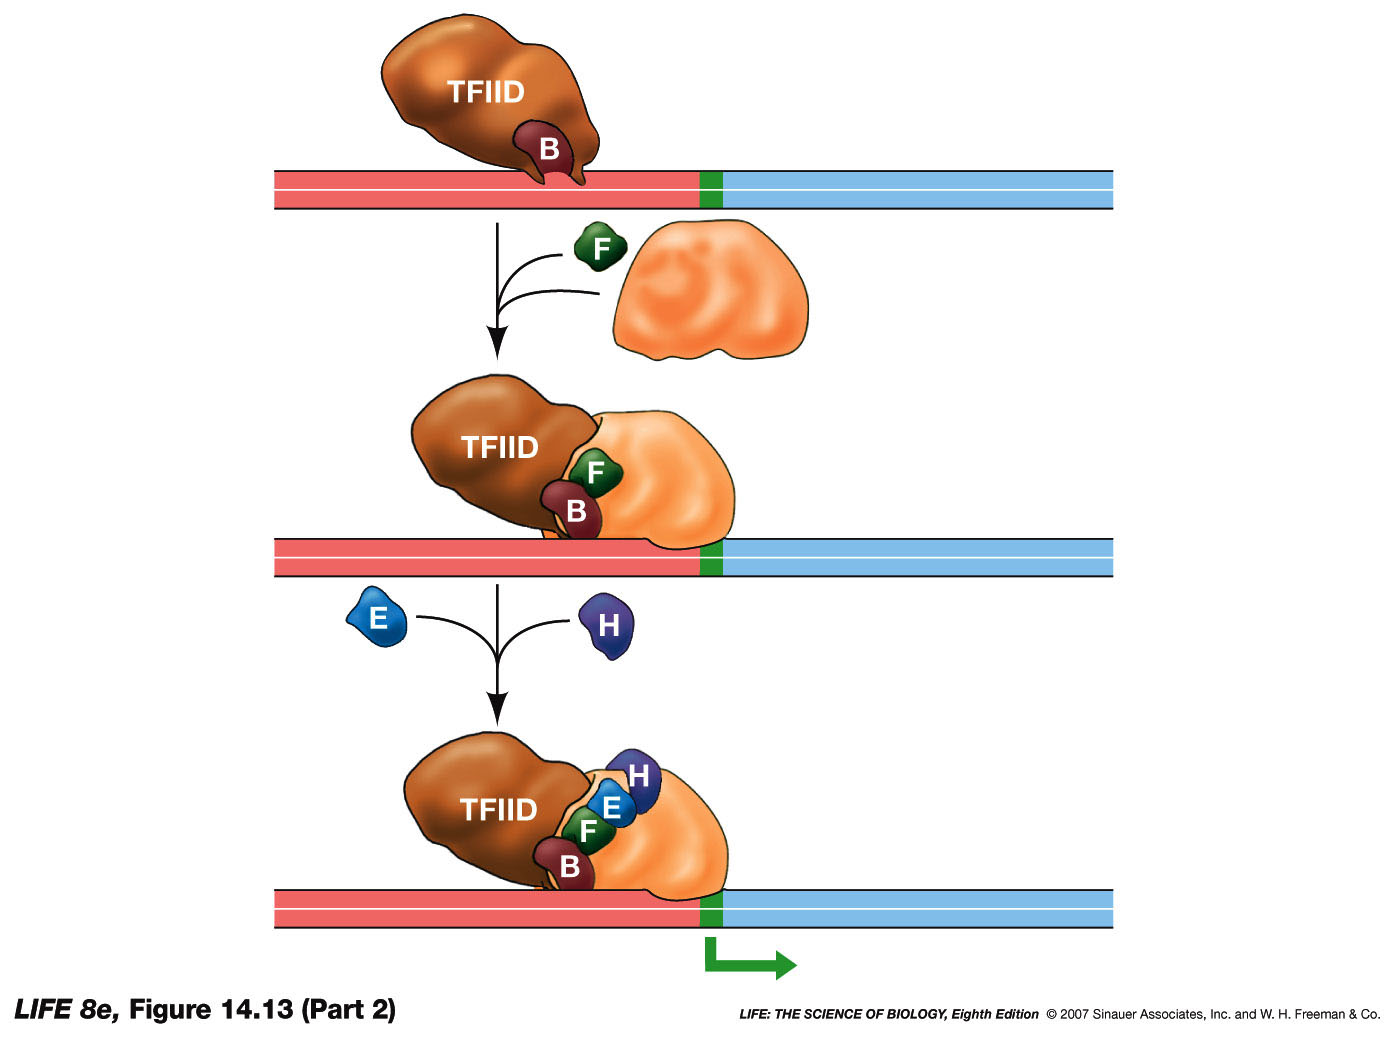 TFIID
B
F
TFIID
F
B
E
H
H
TFIID
E
F
B
LIFE 8e, Figure 14.13 (Part 2)
LIFE: THE SCIENCE OF BIOLOGY, Eighth Edition © 2007 Sinauer Associates, Inc. and W. H. Freeman & Co.